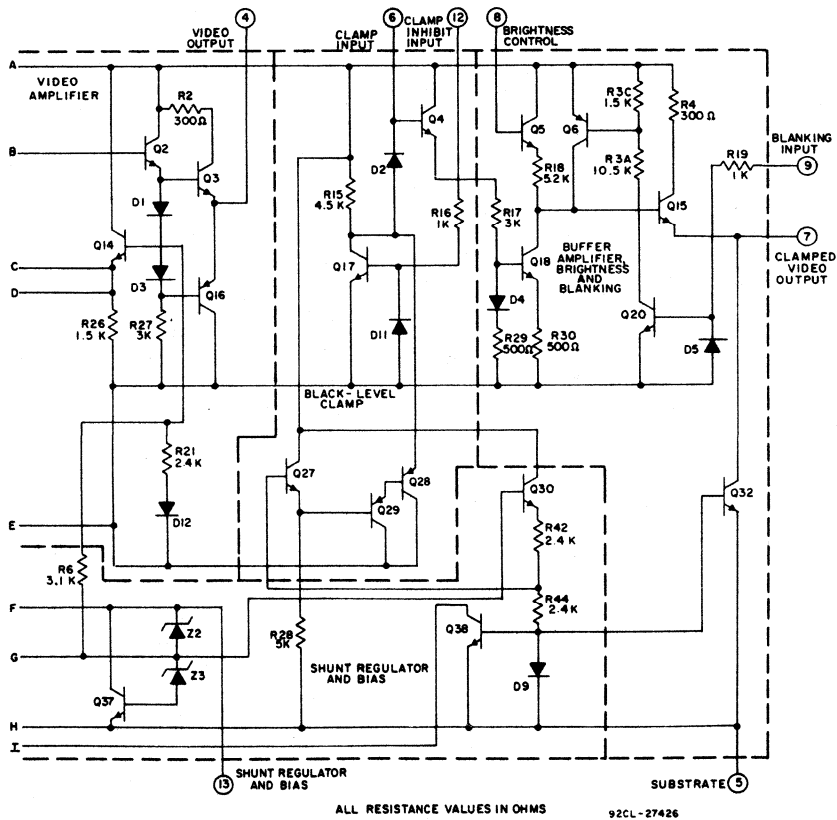 4
6
12
8
VIDEO
OUTPUT
CLAMP
INPUT
CLAMP
INHIBIT
INPUT
BRIGHTNESS
CONTROL
A
VIDEO
AMPLIFIER
R2
300Ω
Q4
Q5
Q6
R3C
1.5 K
R4
300Ω
BLANKING
INPUT
B
Q2
Q3
D2
R18
5.2K
R3A
10.5 K
R19
1K
9
D1
R15
4.5 K
R16
1K
R17
3K
Q15
7
CLAMPED
VIDEO
OUTPUT
Q14
Q17
Q18
BUFFER
AMPLIFIER,
BRIGHTNESS
AND
BLANKING
C
D
D3
Q16
D4
Q20
R26
1.5 K
R27
3K
D11
R29
500Ω
R30
500Ω
D5
BLACK-LEVEL
CLAMP
R21
2.4 K
Q27
Q28
Q30
Q32
D12
Q29
E
R42
2.4 K
R6
3.1 K
R44
2.4K
F
Z2
R28
5K
Q38
G
Z3
SHUNT REGULATOR
AND BIAS
D9
Q37
H
I
13
SHUNT REGULATOR
AND BIAS
SUBSTRATE
5
ALL RESISTANCE VALUES IN OHMS
92CL-27426